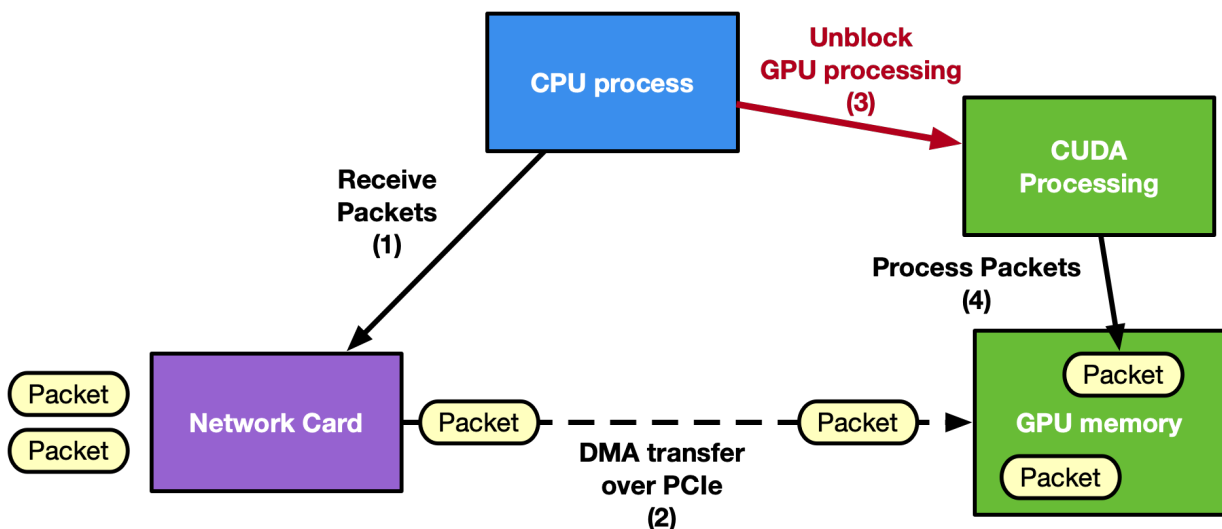 CPU process
Unblock
GPU processing
(3)
CUDA
Processing
Receive
Packets
(1)
Process Packets
(4)
Packet
Packet
Network Card
Packet
DMA transfer
over PCIe
(2)
Packet
Packet
GPU memory
Packet